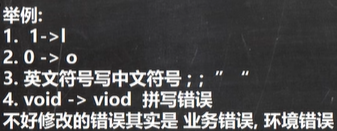 举例:
1. 1->l
2. 0 -> o
3. 英文符号写中文符号 ; ; ” “
4. void -> viod 拼写错误
不好修改的错误其实是 业务错误, 环境错误